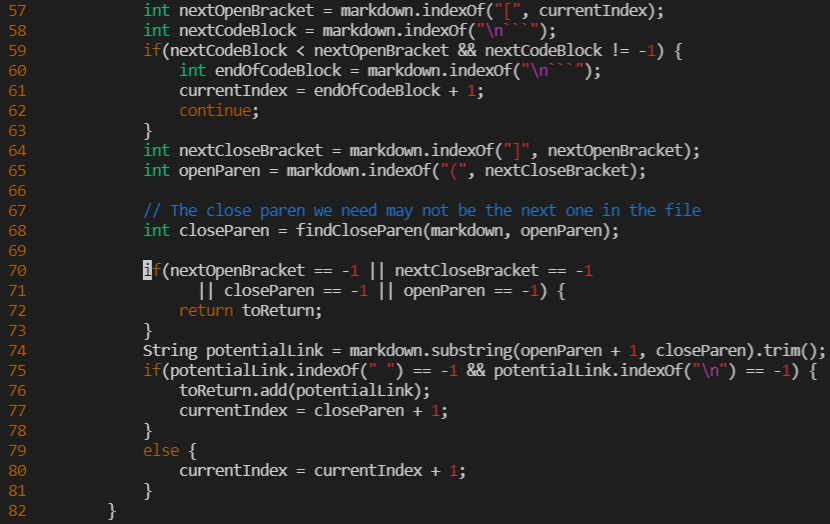 57 int nextOpenBracket = markdown.indexOf("[", currentIndex);
58 int nextCodeBlock = markdown.indexOf("\n```");
59 if(nextCodeBlock < nextOpenBracket && nextCodeBlock != -1) {
60 int endOfCodeBlock = markdown.indexOf("\n```");
61 currentIndex = endOfCodeBlock + 1;
62 continue;
63 }
64 int nextCloseBracket = markdown.indexOf("]", nextOpenBracket);
65 int openParen = markdown.indexOf("(", nextCloseBracket);
66
67 // The close paren we need may not be the next one in the file
68 int closeParen = findCloseParen(markdown, openParen);
69
70 if(nextOpenBracket == -1 || nextCloseBracket == -1
71 || closeParen == -1 || openParen == -1) {
72 return toReturn;
73 }
74 String potentialLink = markdown.substring(openParen + 1, closeParen).trim();
75 if(potentialLink.indexOf(" ") == -1 && potentialLink.indexOf("\n") == -1) {
76 toReturn.add(potentialLink);
77 currentIndex = closeParen + 1;
78 }
79 else {
80 currentIndex = currentIndex + 1;
81 }
82 }